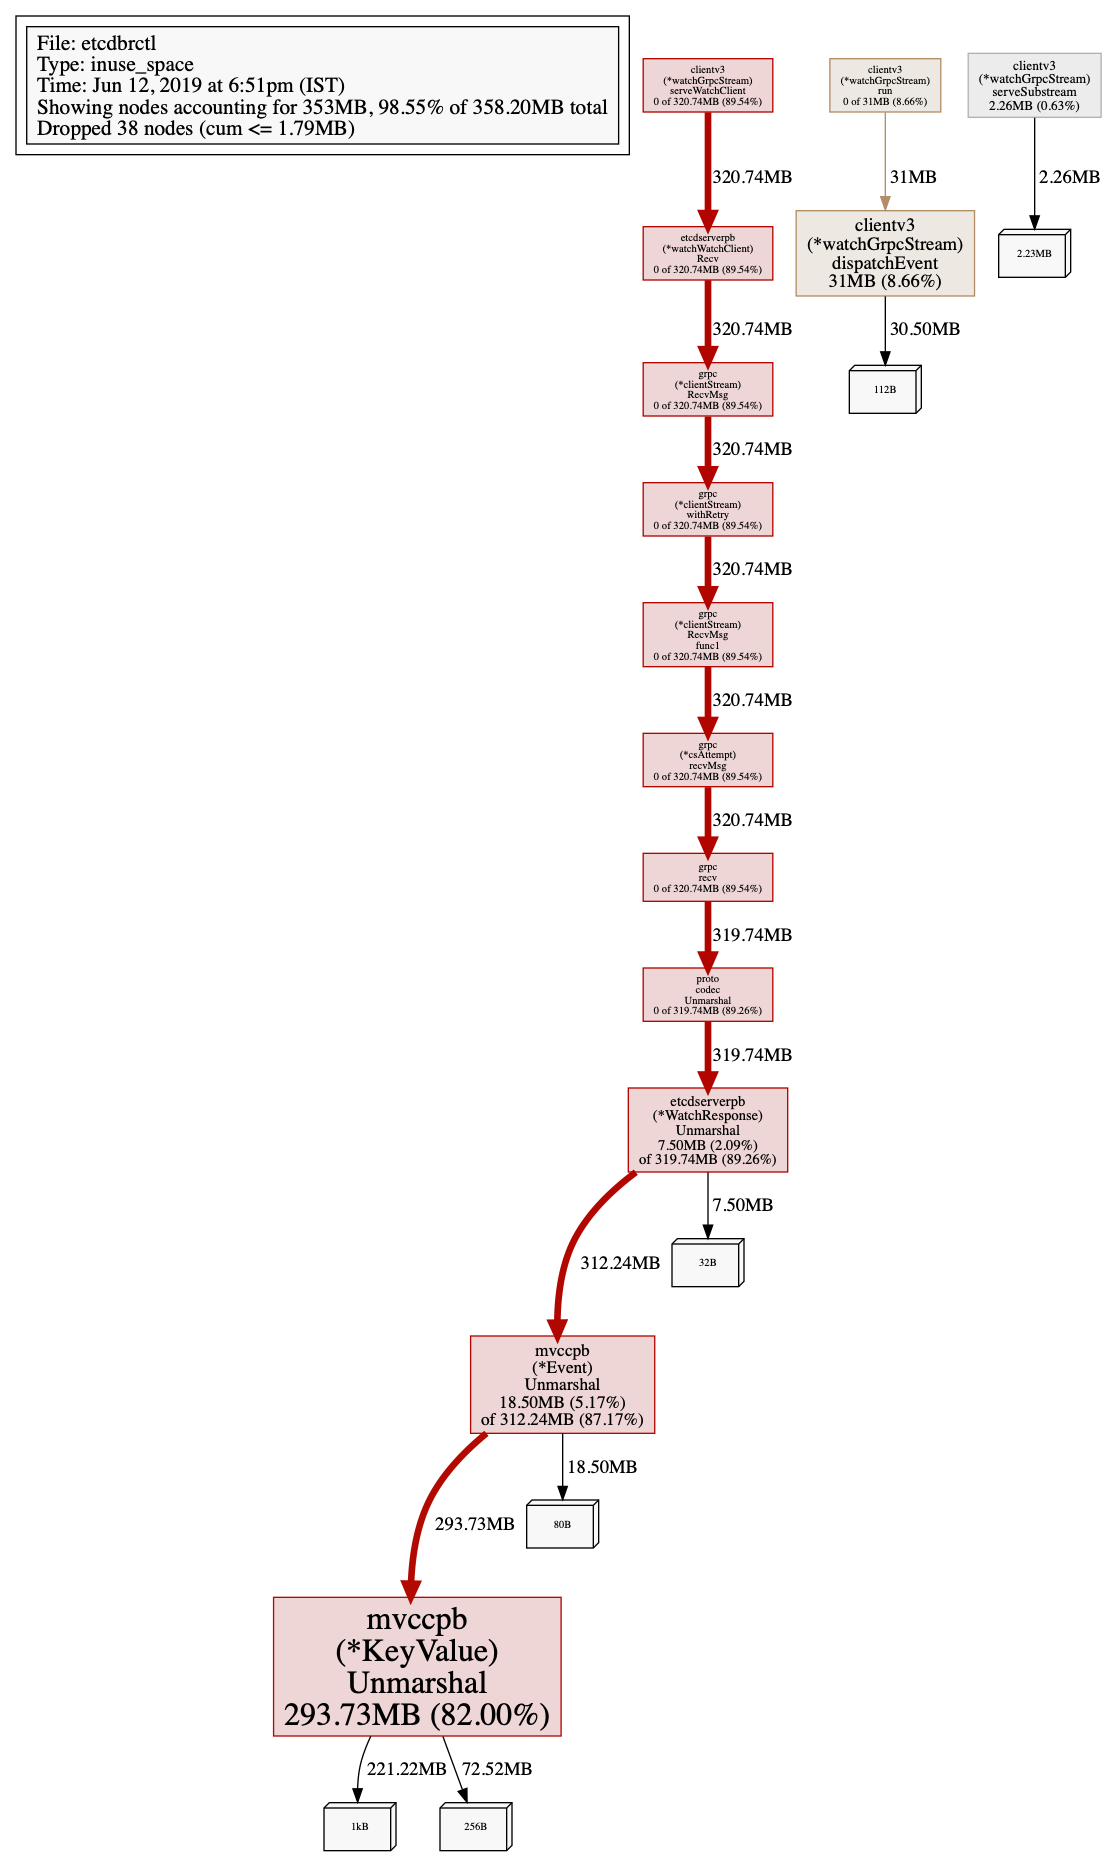 File: etcdbrctl
Type: inuse_space
Time: Jun 12, 2019 at 6:51pm (IST)
Showing nodes accounting for 353MB, 98.55% of 358.20MB total
Dropped 38 nodes (cum <= 1.79MB)
clientv3
(*watchGrpcStream)
serveWatchClient
0 of 320.74MB (89.54%)
clientv3
(*watchGrpcStream)
run
0 of 31MB (8.66%)
clientv3
(*watchGrpcStream)
serveSubstream
2.26MB (0.63%)
320.74MB
31MB
2.26MB
etcdserverpb
(*watchWatchClient)
Recv
0 of 320.74MB (89.54%)
clientv3
(*watchGrpcStream)
dispatchEvent
31MB (8.66%)
2.23MB
320.74MB
30.50MB
grpc
(*clientStream)
RecvMsg
0 of 320.74MB (89.54%)
112B
320.74MB
grpc
(*clientStream)
withRetry
0 of 320.74MB (89.54%)
320.74MB
grpc
(*clientStream)
RecvMsg
func1
0 of 320.74MB (89.54%)
320.74MB
grpc
(*csAttempt)
recvMsg
0 of 320.74MB (89.54%)
320.74MB
grpc
recv
0 of 320.74MB (89.54%)
319.74MB
proto
codec
Unmarshal
0 of 319.74MB (89.26%)
319.74MB
etcdserverpb
(*WatchResponse)
Unmarshal
7.50MB (2.09%)
of 319.74MB (89.26%)
7.50MB
312.24MB
32B
mvccpb
(*Event)
Unmarshal
18.50MB (5.17%)
of 312.24MB (87.17%)
18.50MB
293.73MB
80B
mvccpb
(*KeyValue)
Unmarshal
293.73MB (82.00%)
221.22MB
72.52MB
1kB
256B